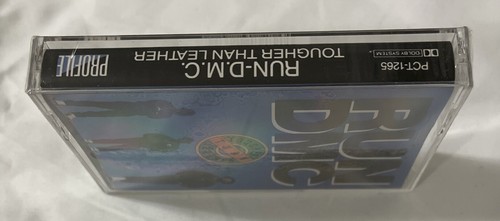 PROFILE
RUN-D.M.C.
TOUGHER THAN LEATHER
DOLBY SYSTEM
PCT-1265
RUN
DMC